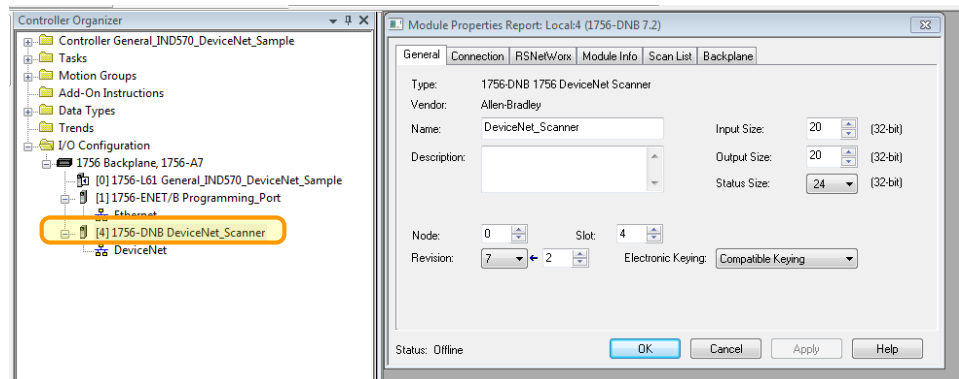 Controller Organizer
Controller General_IND570_DeviceNet_Sample
Tasks
Motion Groups
Add-On Instructions
Data Types
Trends
I/O Configuration
1756 Backplane, 1756-A7
[0] 1756-L61 General_IND570_DeviceNet_Sample
[1] 1756-ENET/B Programming_Port
Ethernet
[4] 1756-DNB DeviceNet_Scanner
DeviceNet
Module Properties Report: Local:4 (1756-DNB 7.2)
General Connection RSNetWorx Module Info Scan List Backplane
Type: 1756-DNB 1756 DeviceNet Scanner
Vendor: Allen-Bradley
Name: DeviceNet_Scanner Input Size: 20 (32-bit)
Description: Output Size: 20 (32-bit)
Status Size: 24 (32-bit)
Node: 0 Slot: 4
Revision: 7 2 Electronic Keying: Compatible Keying
Status: Offline OK Cancel Apply Help